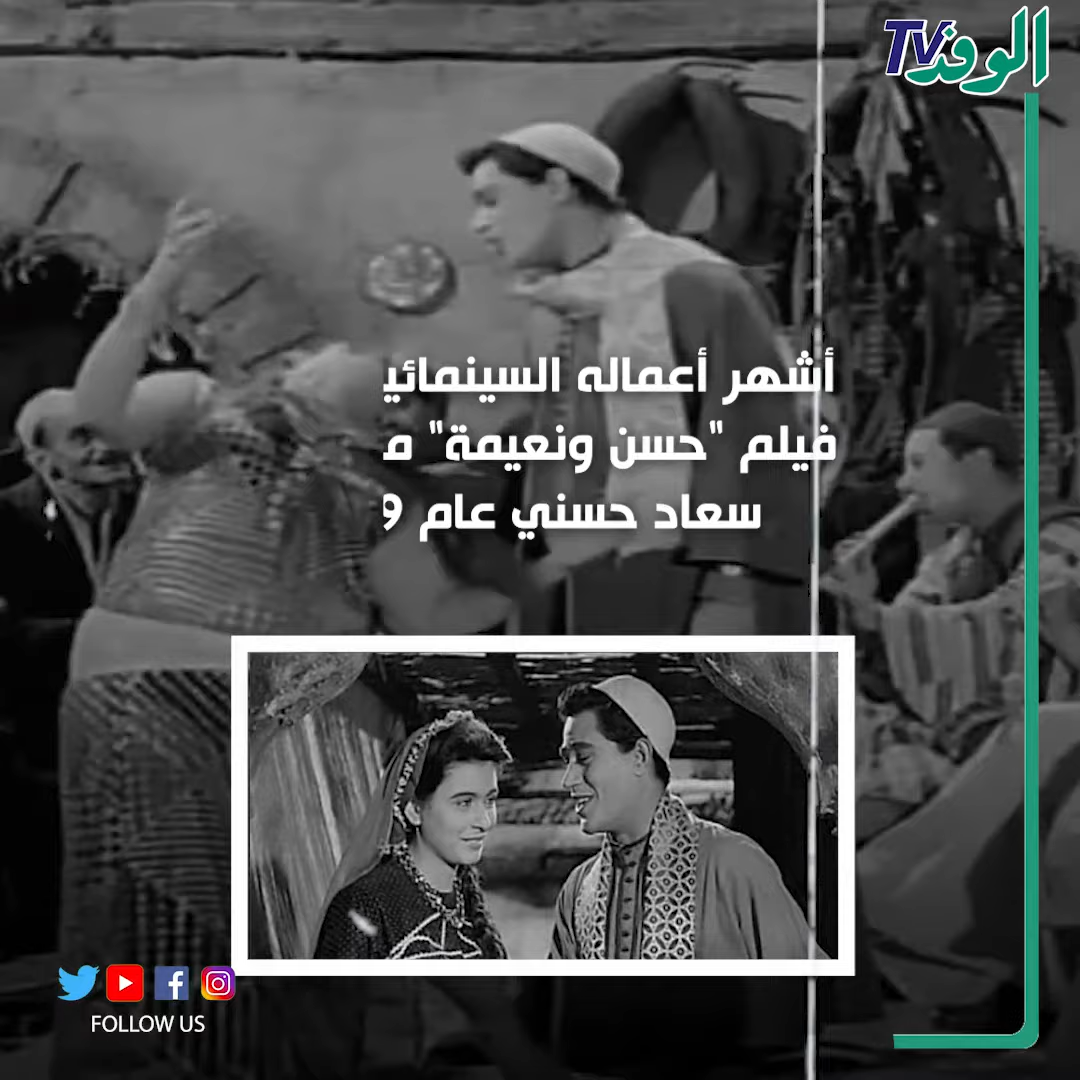 الوفد TV
أشهر أعماله السينمائي
فيلم "حسن ونعيمة" م
سعاد حسني عام 9
FOLLOW US